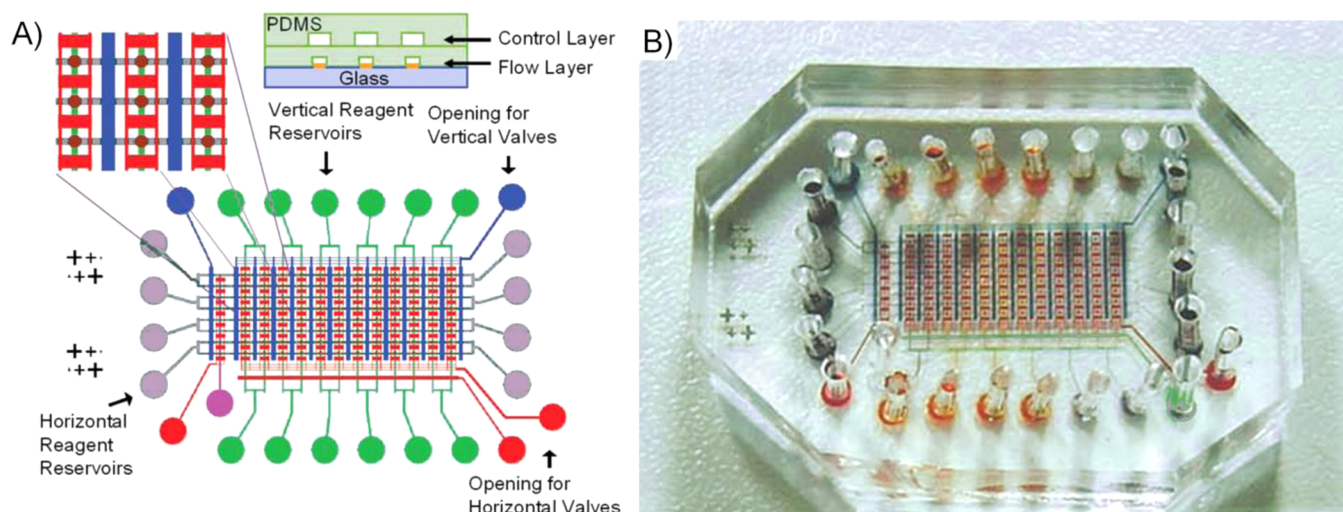 A)
PDMS
Control Layer
Flow Layer
Glass
Vertical Reagent
Reservoirs
Opening for
Vertical Valves
Horizontal
Reagent
Reservoirs
Opening for
Horizontal Valves
B)